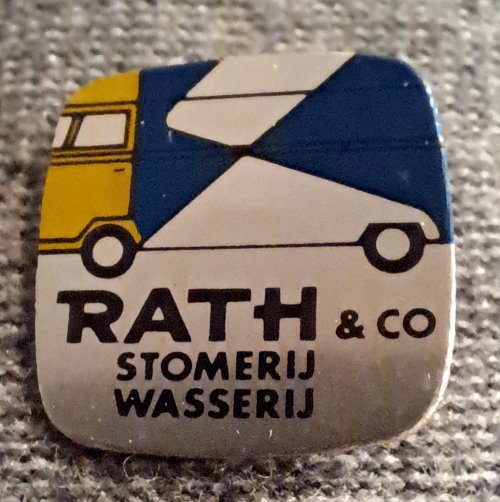 RATH & CO
STOMERIJ
WASSERIJ